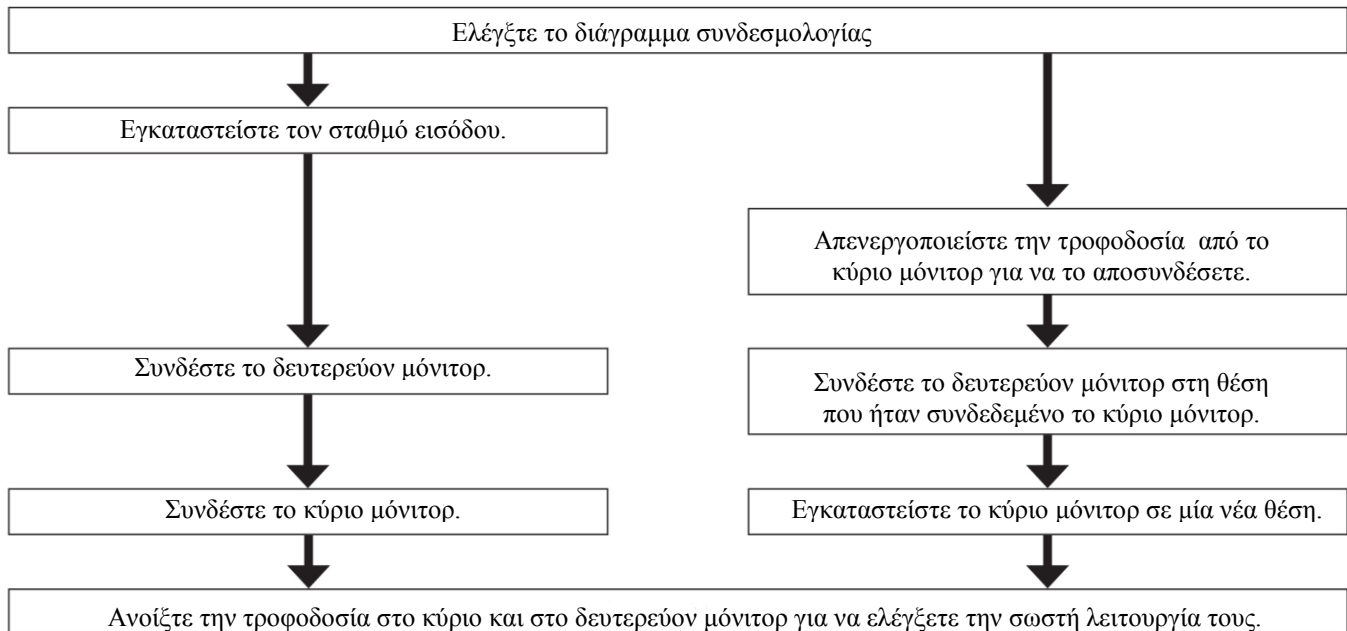 Ελέγξτε το διάγραμμα συνδεσμολογίας
Εγκαταστείστε τον σταθμό εισόδου.
Απενεργοποιείστε την τροφοδοσία από το
κύριο μόνιτορ για να το αποσυνδέσετε.
Συνδέστε το δευτερεύον μόνιτορ.
Συνδέστε το δευτερεύον μόνιτορ στη θέση
που ήταν συνδεδεμένο το κύριο μόνιτορ.
Συνδέστε το κύριο μόνιτορ.
Εγκαταστείστε το κύριο μόνιτορ σε μία νέα θέση.
Ανοίξτε την τροφοδοσία στο κύριο και στο δευτερεύον μόνιτορ για να ελέγξετε την σωστή λειτουργία τους.